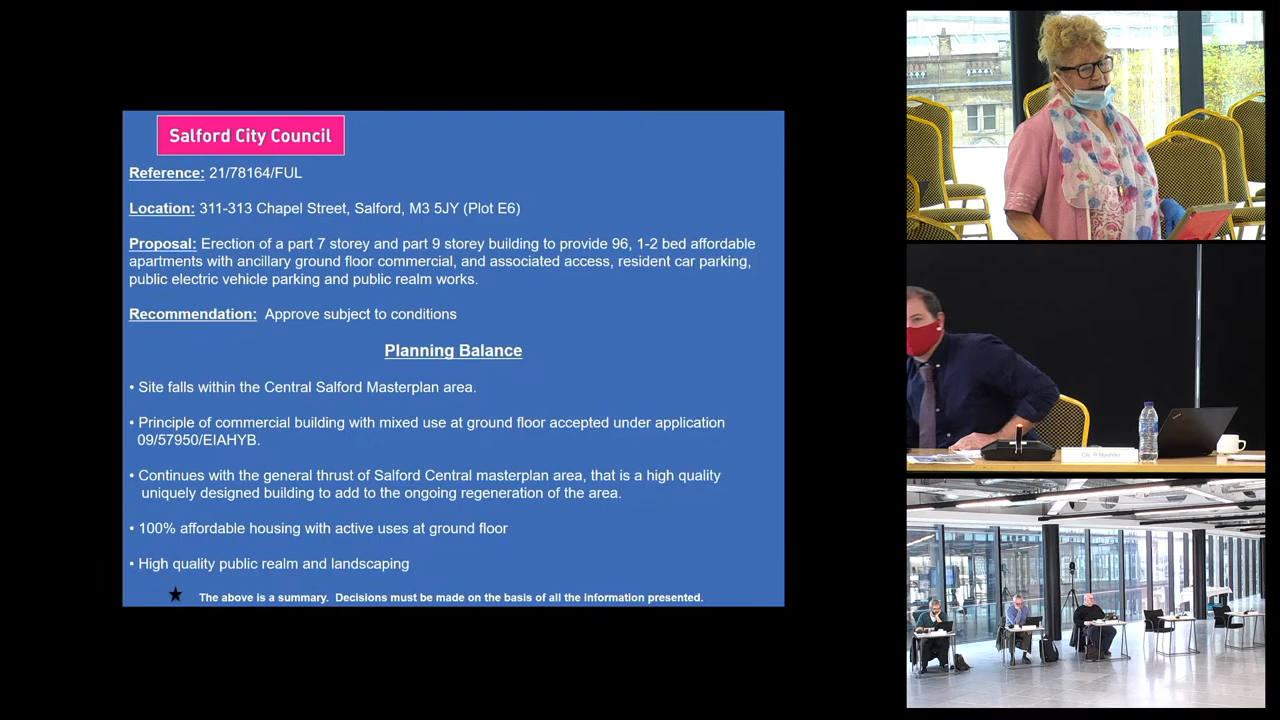 Salford City Council
Reference: 21/78164/FUL
Location: 311-313 Chapel Street, Salford, M3 5JY (Plot E6)
Proposal: Erection of a part 7 storey and part 9 storey building to provide 96, 1-2 bed affordable
apartments with ancillary ground floor commercial, and associated access, resident car parking,
public electric vehicle parking and public realm works.
Recommendation: Approve subject to conditions
Planning Balance
• Site falls within the Central Salford Masterplan area.
• Principle of commercial building with mixed use at ground floor accepted under application
09/57950/EIAHYB.
• Continues with the general thrust of Salford Central masterplan area, that is a high quality
uniquely designed building to add to the ongoing regeneration of the area.
• 100% affordable housing with active uses at ground floor
• High quality public realm and landscaping
★ The above is a summary. Decisions must be made on the basis of all the information presented.